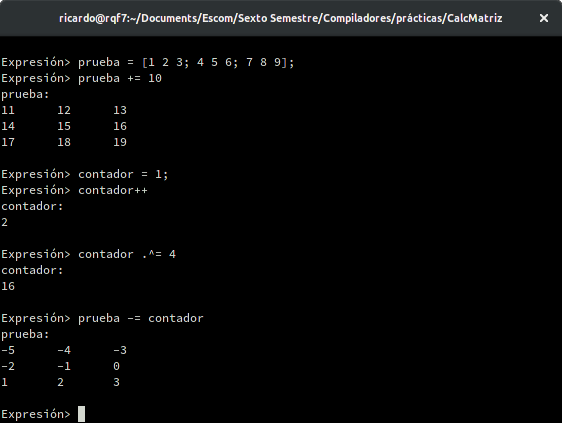 ricardo@rqf7:~/Documents/Escom/Sexto Semestre/Compiladores/prácticas/CalcMatriz
Expresión> prueba = [1 2 3; 4 5 6; 7 8 9];
Expresión> prueba += 10
prueba:
11 12 13
14 15 16
17 18 19
Expresión> contador = 1;
Expresión> contador++
contador:
2
Expresión> contador .^= 4
contador:
16
Expresión> prueba -= contador
prueba:
-5 -4 -3
-2 -1 0
1 2 3
Expresión>